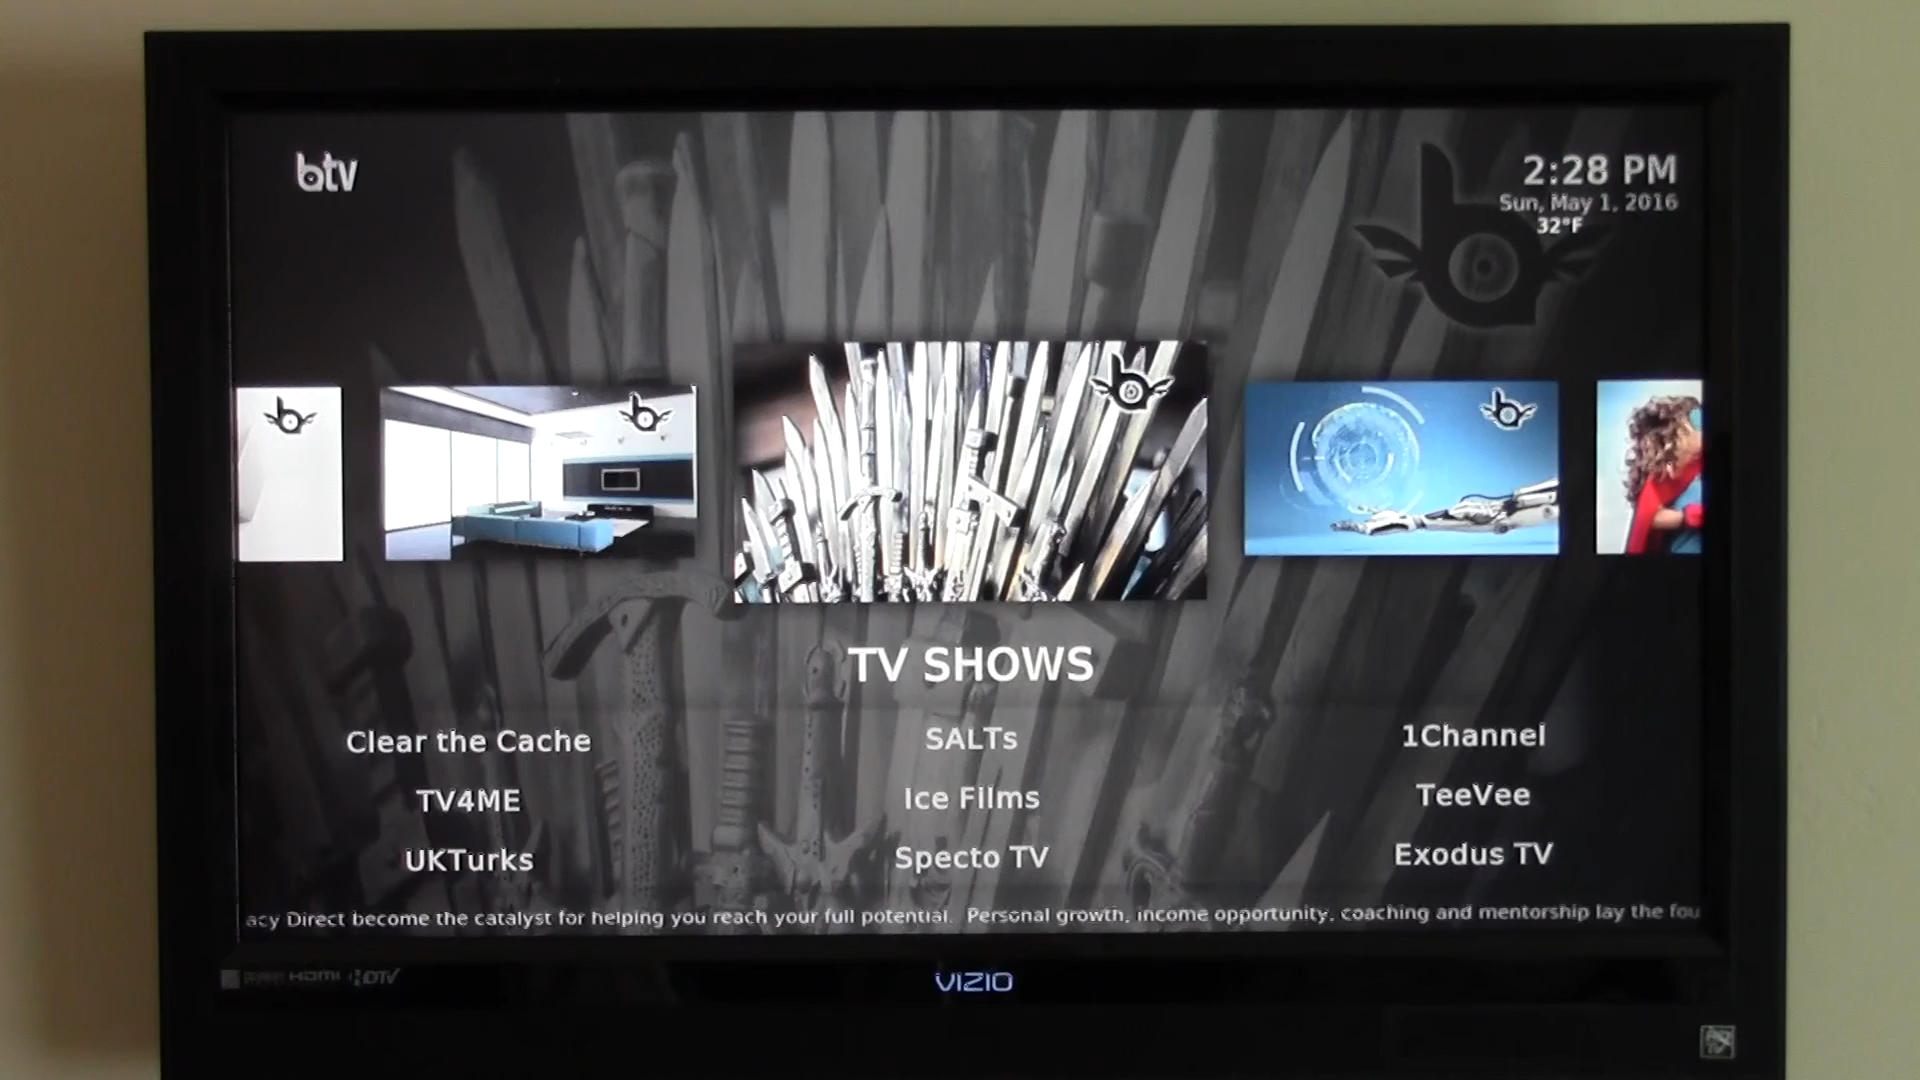 btv
2:28 PM
Sun, May 1, 2016
32°F
TV SHOWS
Clear the Cache
SALTs
1Channel
TV4ME
Ice Films
TeeVee
UKTurks
Specto TV
Exodus TV
acy Direct become the catalyst for helping you reach your full potential. Personal growth, income opportunity, coaching and mentorship lay the fou
HDMI HDTV
VIZIO